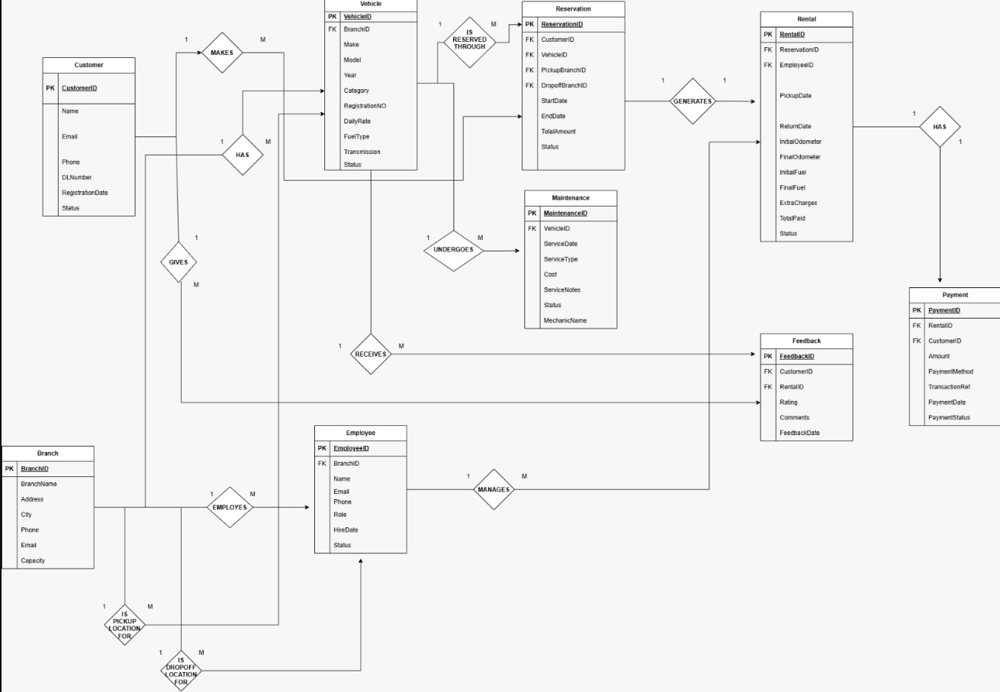 Vehicle
PK VehicleID
FK BranchID
Make
Model
Year
Category
RegistrationNO
DailyRate
FuelType
Transmission
Status
Reservation
PK ReservationID
FK CustomerID
FK VehicleID
FK PickupBranchID
FK DropoffBranchID
StartDate
EndDate
TotalAmount
Status
Rental
PK RentalID
FK ReservationID
FK EmployeeID
PickupDate
ReturnDate
InitialOdometer
FinalOdometer
InitialFuel
FinalFuel
ExtraCharges
TotalPaid
Status
Customer
PK CustomerID
Name
Email
Phone
DLNumber
RegistrationDate
Status
1 M
MAKES
1 M
IS
RESERVED
THROUGH
1 1
GENERATES
1
HAS
1
1 M
HAS
Maintenance
PK MaintenanceID
FK VehicleID
ServiceDate
ServiceType
Cost
ServiceNotes
Status
MechanicName
1 M
UNDERGOES
1
GIVES
M
Payment
PK PaymentID
FK RentalID
FK CustomerID
Amount
PaymentMethod
TransactionRef
PaymentDate
PaymentStatus
1 M
RECEIVES
Feedback
PK FeedbackID
FK CustomerID
FK RentalID
Rating
Comments
FeedbackDate
Branch
PK BranchID
BranchName
Address
City
Phone
Email
Capacity
1 M
EMPLOYES
Employee
PK EmployeeID
FK BranchID
Name
Email
Phone
Role
HireDate
Status
1 M
MANAGES
1 M
IS
PICKUP
LOCATION
FOR
1 M
IS
DROPOFF
LOCATION
FOR